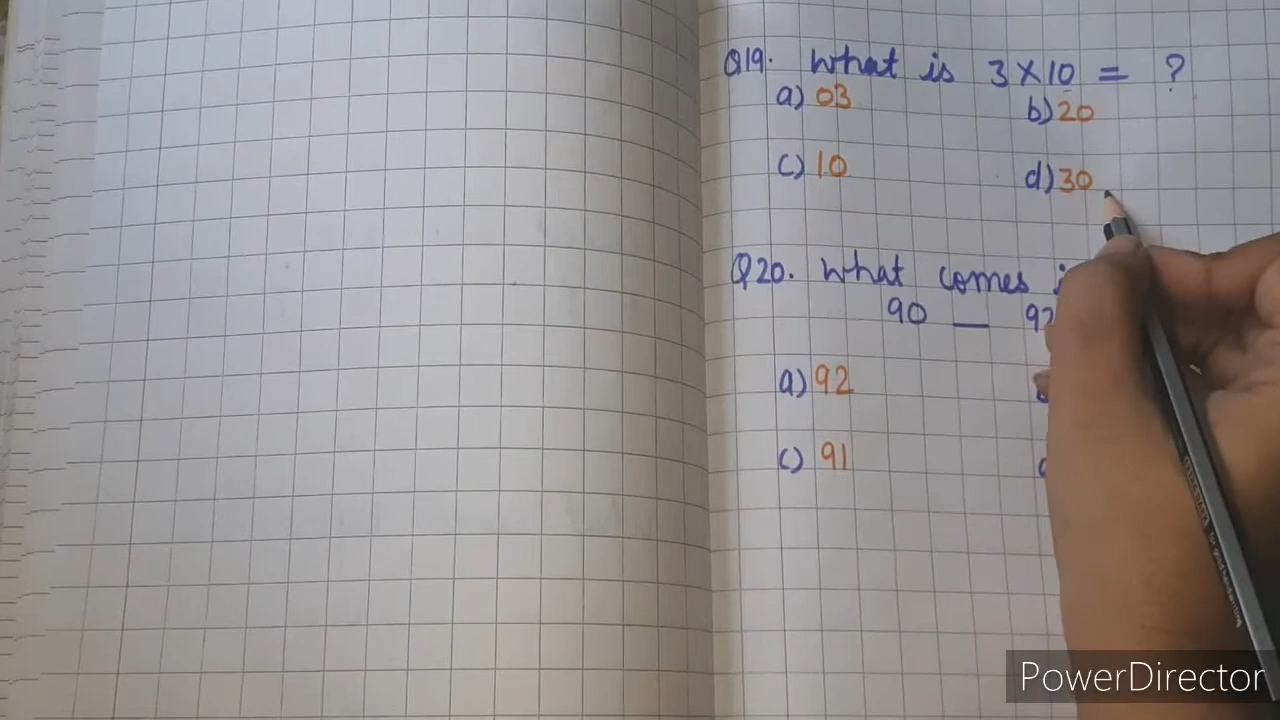 Q19. What is 3 × 10 = ?
a) 03 b) 20
c) 10 d) 30
Q20. What comes
90 __
a) 92
c) 91
PowerDirector